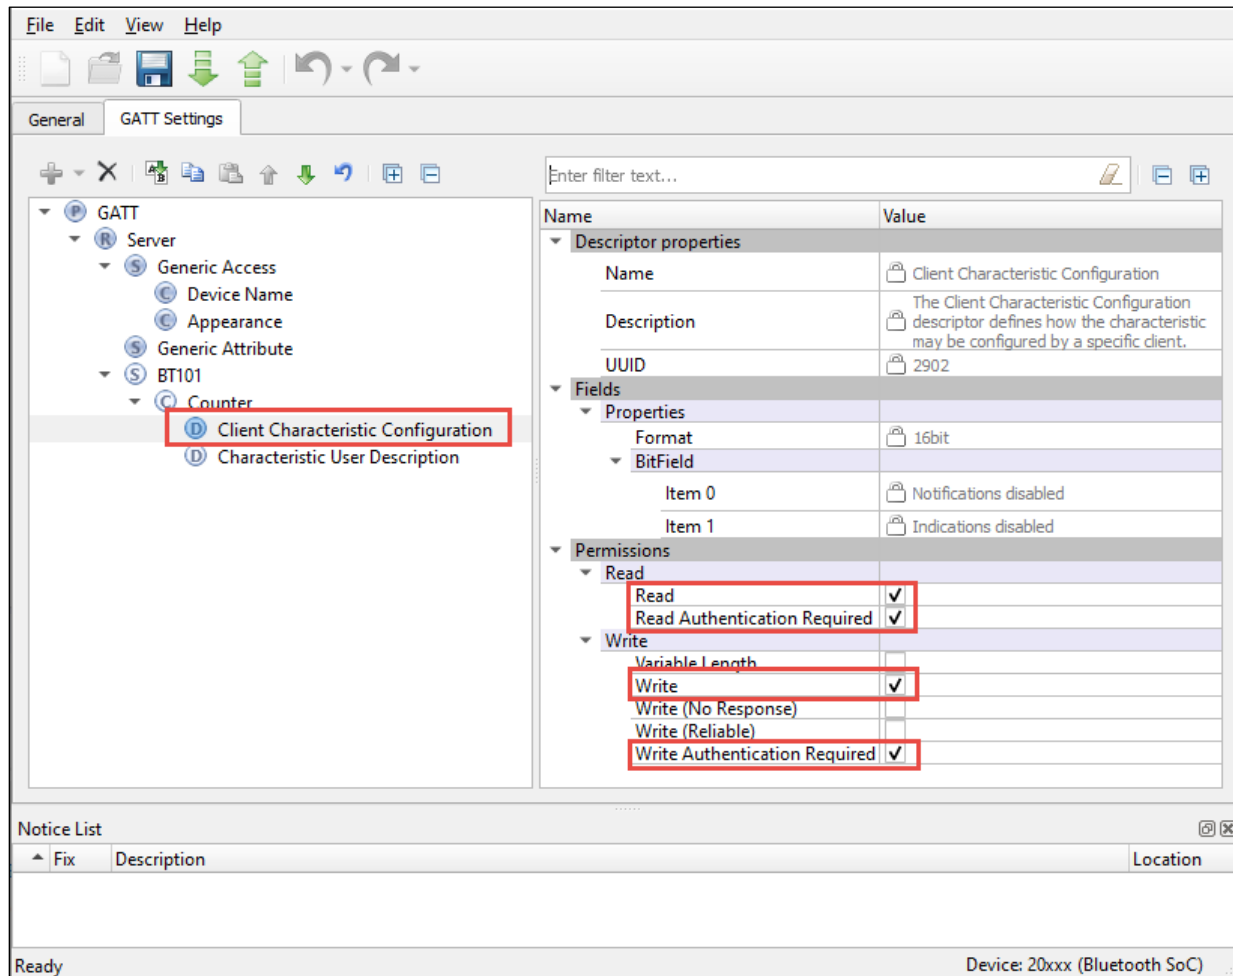 File Edit View Help
General GATT Settings
Enter filter text...
GATT
Server
Generic Access
Device Name
Appearance
Generic Attribute
BT101
Counter
Client Characteristic Configuration
Characteristic User Description
Name Value
Descriptor properties
Name Client Characteristic Configuration
Description The Client Characteristic Configuration
descriptor defines how the characteristic
may be configured by a specific client.
UUID 2902
Fields
Properties
Format 16bit
BitField
Item 0 Notifications disabled
Item 1 Indications disabled
Permissions
Read
Read
Read Authentication Required
Write
Variable Length
Write
Write (No Response)
Write (Reliable)
Write Authentication Required
Notice List
Fix Description Location
Ready Device: 20xxx (Bluetooth SoC)